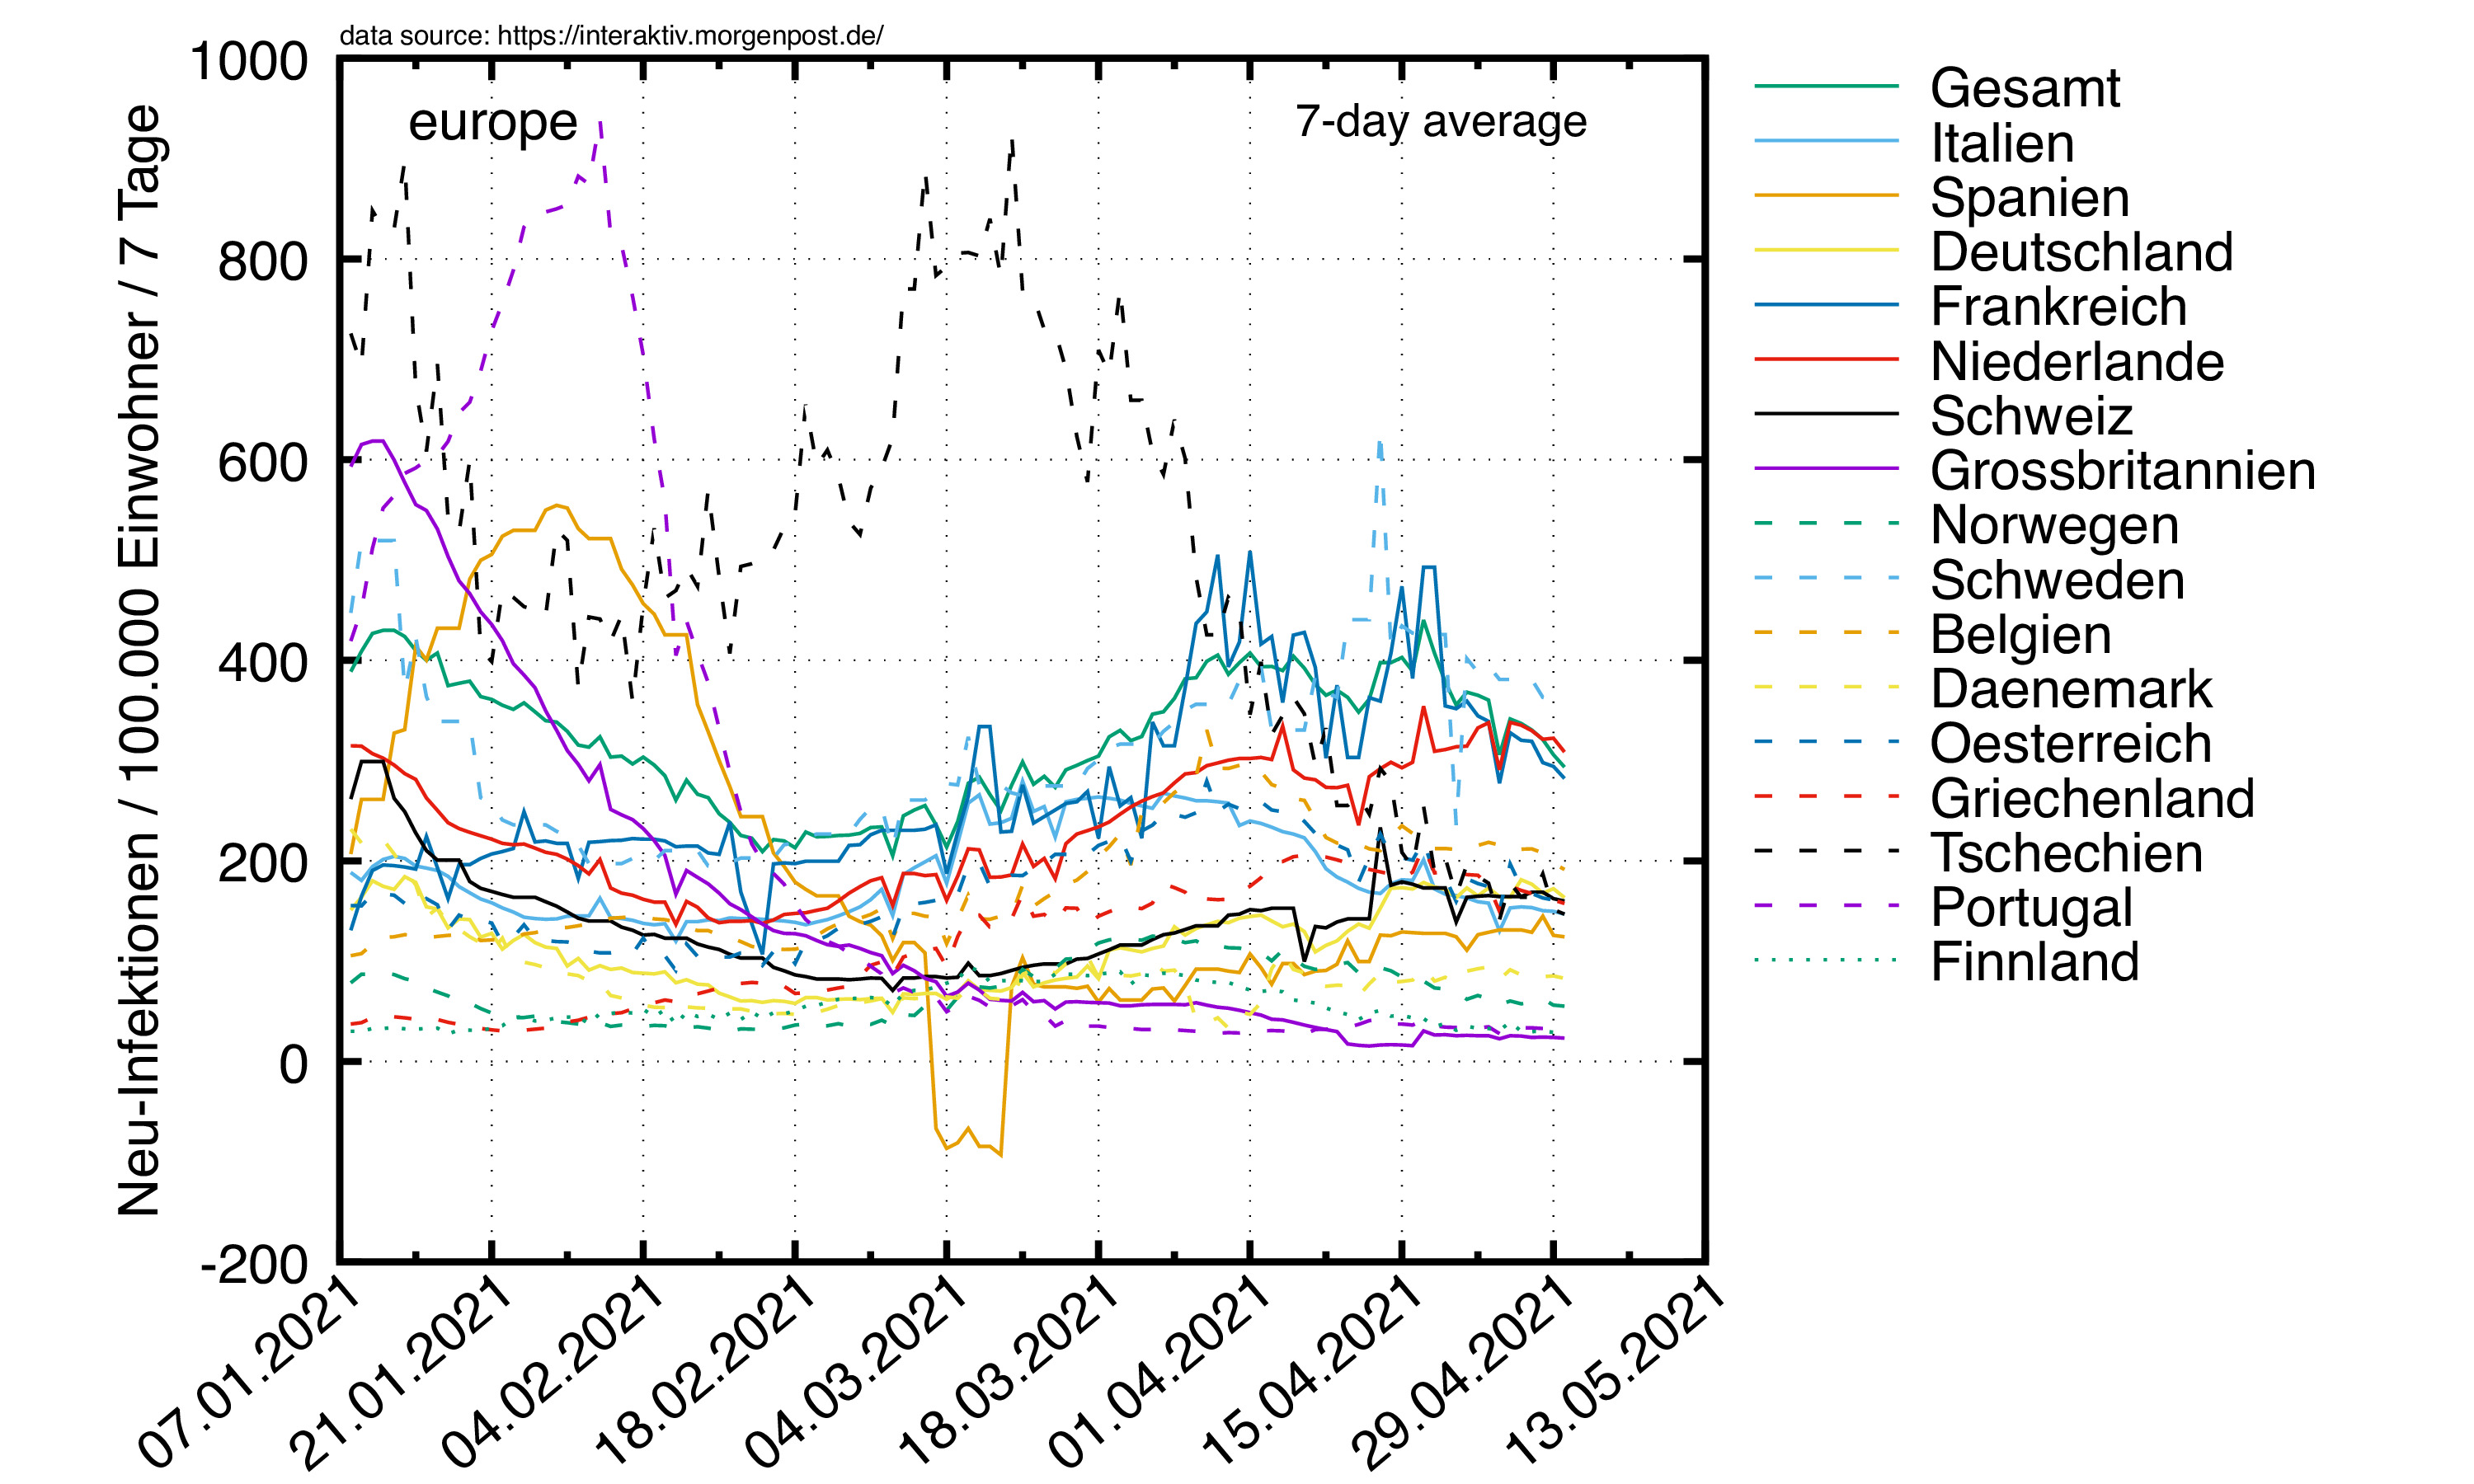 data source: https://interaktiv.morgenpost.de/
europe
7-day average
Neu-Infektionen / 100.000 Einwohner / 7 Tage
1000
800
600
400
200
0
-200
07.01.2021
21.01.2021
04.02.2021
18.02.2021
04.03.2021
18.03.2021
01.04.2021
15.04.2021
29.04.2021
13.05.2021
Gesamt
Italien
Spanien
Deutschland
Frankreich
Niederlande
Schweiz
Grossbritannien
Norwegen
Schweden
Belgien
Daenemark
Oesterreich
Griechenland
Tschechien
Portugal
Finnland